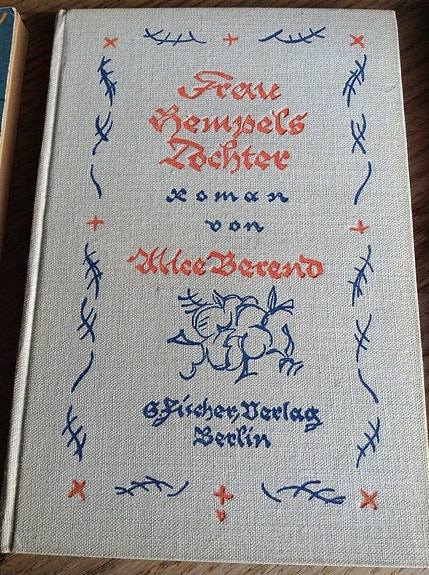 Frau
Hempels
Tochter
Roman
von
Alice Berend
S. Fischer, Verlag
Berlin